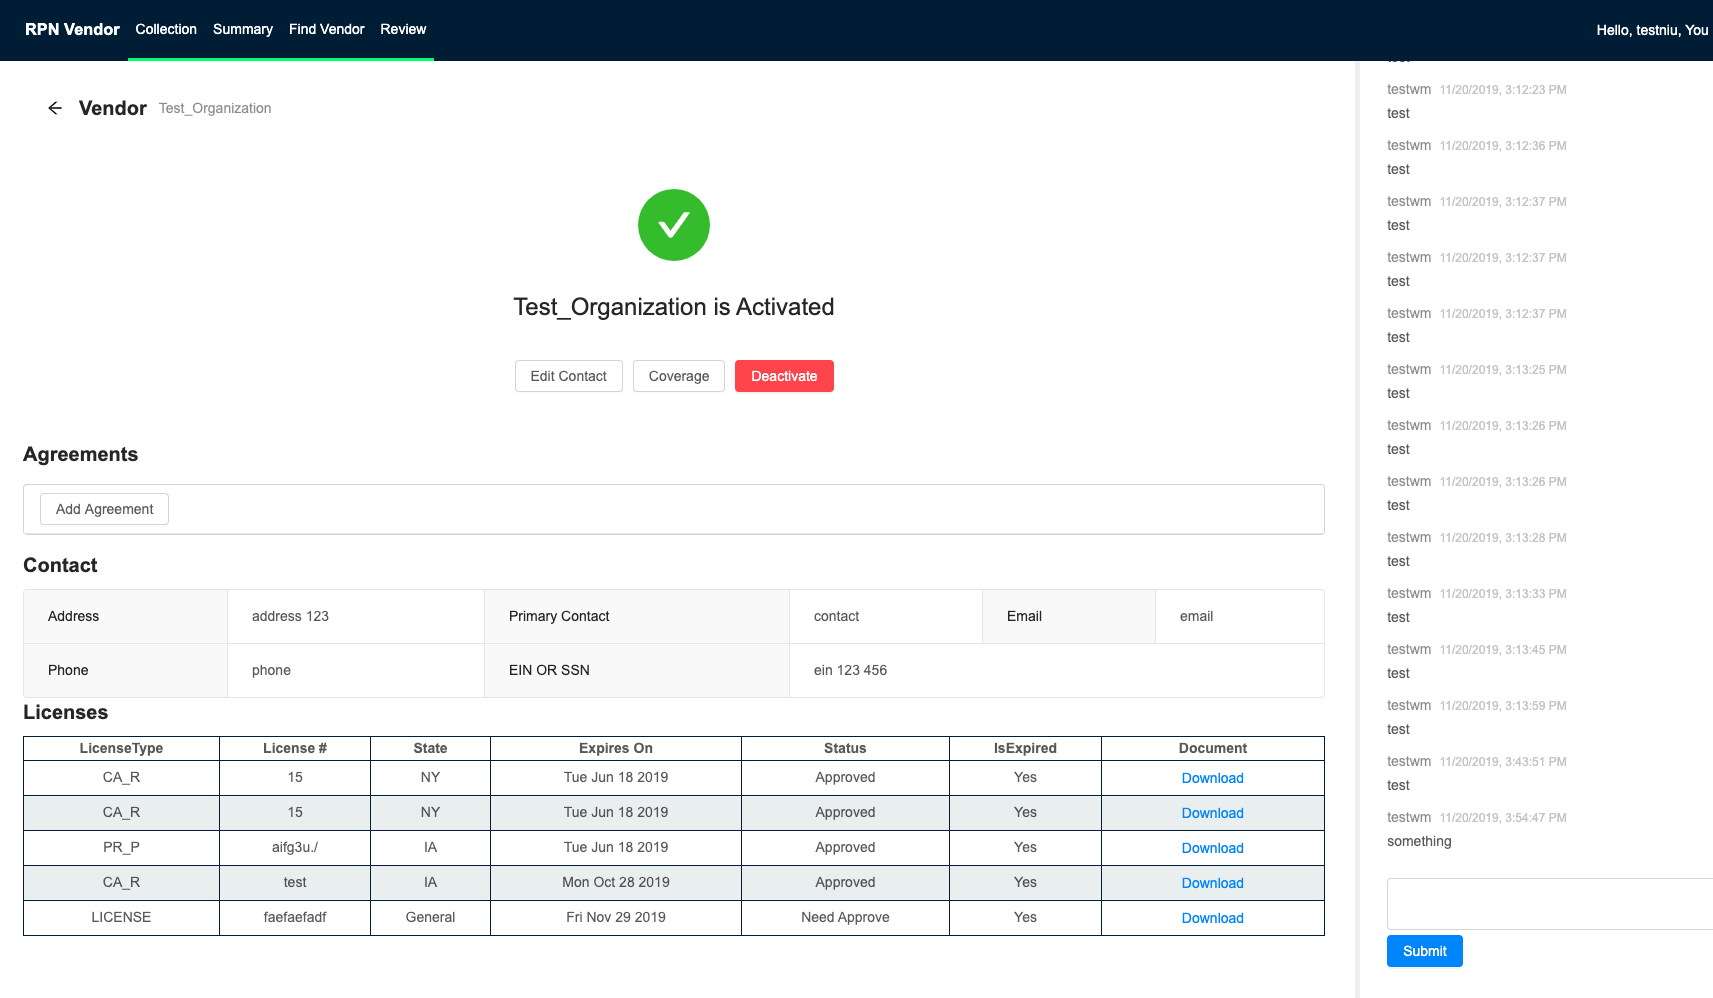 RPN Vendor Collection Summary Find Vendor Review Hello, testniu, You
Vendor Test_Organization
Test_Organization is Activated
Edit Contact Coverage Deactivate
Agreements
Add Agreement
Contact
Address address 123 Primary Contact contact Email email
Phone phone EIN OR SSN ein 123 456
Licenses
LicenseType License # State Expires On Status IsExpired Document
CA_R 15 NY Tue Jun 18 2019 Approved Yes Download
CA_R 15 NY Tue Jun 18 2019 Approved Yes Download
PR_P aifg3u./ IA Tue Jun 18 2019 Approved Yes Download
CA_R test IA Mon Oct 28 2019 Approved Yes Download
LICENSE faefaefadf General Fri Nov 29 2019 Need Approve Yes Download
testwm 11/20/2019, 3:12:23 PM
test
testwm 11/20/2019, 3:12:36 PM
test
testwm 11/20/2019, 3:12:37 PM
test
testwm 11/20/2019, 3:12:37 PM
test
testwm 11/20/2019, 3:12:37 PM
test
testwm 11/20/2019, 3:13:25 PM
test
testwm 11/20/2019, 3:13:26 PM
test
testwm 11/20/2019, 3:13:26 PM
test
testwm 11/20/2019, 3:13:28 PM
test
testwm 11/20/2019, 3:13:33 PM
test
testwm 11/20/2019, 3:13:45 PM
test
testwm 11/20/2019, 3:13:59 PM
test
testwm 11/20/2019, 3:43:51 PM
test
testwm 11/20/2019, 3:54:47 PM
something
Submit